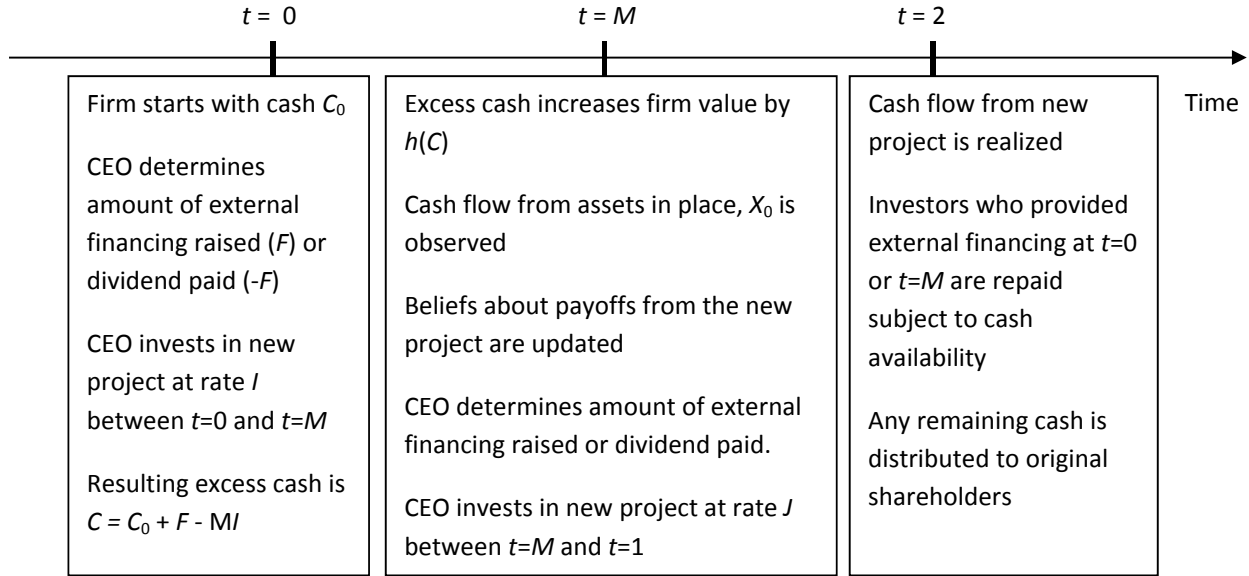 t = 0
t = M
t = 2
Firm starts with cash C₀
CEO determines
amount of external
financing raised (F) or
dividend paid (-F)
CEO invests in new
project at rate I
between t=0 and t=M
Resulting excess cash is
C = C₀ + F - MI
Excess cash increases firm value by
h(C)
Cash flow from assets in place, X₀ is
observed
Beliefs about payoffs from the new
project are updated
CEO determines amount of external
financing raised or dividend paid.
CEO invests in new project at rate J
between t=M and t=1
Cash flow from new
project is realized
Investors who provided
external financing at t=0
or t=M are repaid
subject to cash
availability
Any remaining cash is
distributed to original
shareholders
Time